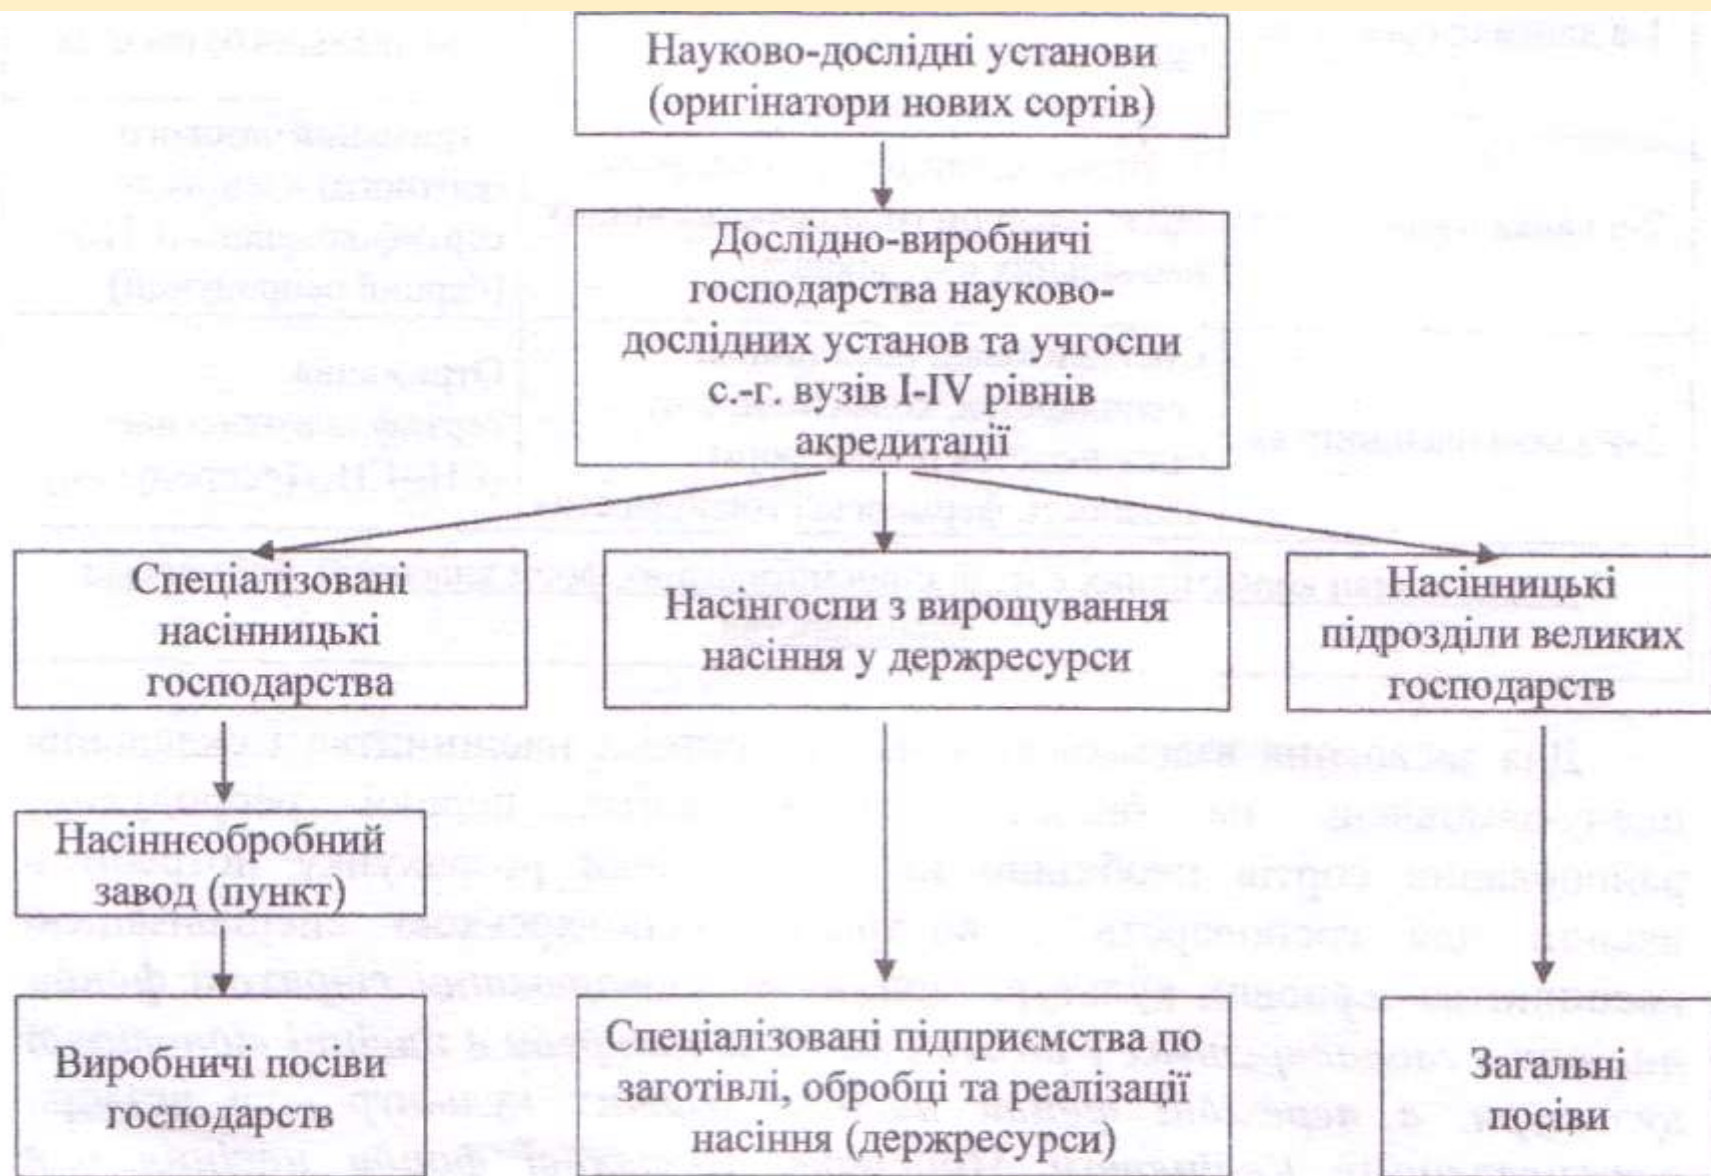 Науково-дослідні установи
(оригінатори нових сортів)
Дослідно-виробничі
господарства науково-
дослідних установ та учгоспи
с.-г. вузів І-IV рівнів
акредитації
Спеціалізовані
насінницькі
господарства
Насінгоспи з вирощування
насіння у держресурси
Насінницькі
підрозділи великих
господарств
Насіннєобробний
завод (пункт)
Виробничі посіви
господарств
Спеціалізовані підприємства по
заготівлі, обробці та реалізації
насіння (держресурси)
Загальні
посіви